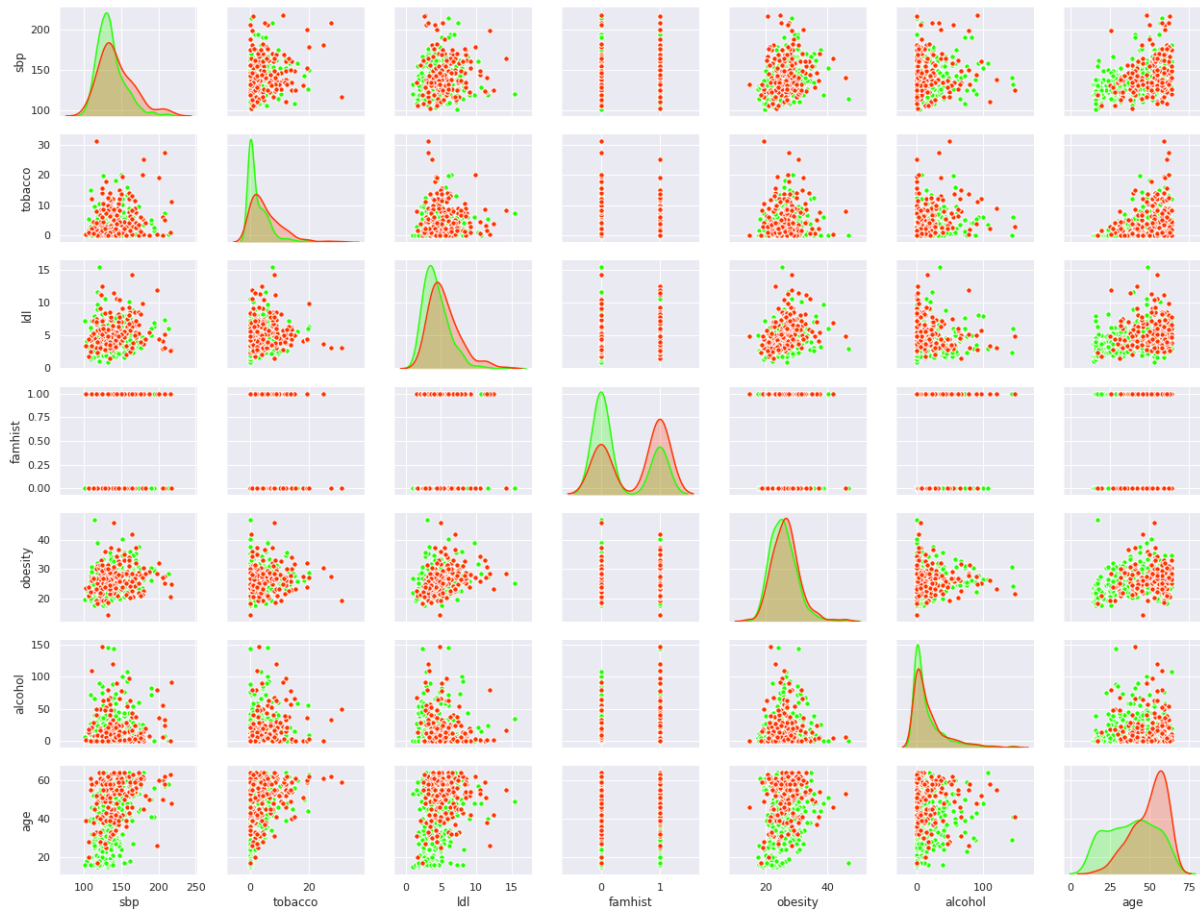 sbp
200
150
100
tobacco
30
20
10
0
ldl
15
10
5
0
famhist
1.00
0.75
0.50
0.25
0.00
obesity
40
30
20
alcohol
150
100
50
0
age
60
40
20
100 150 200 250
0 20
0 5 10 15
0 1
20 40
0 100
0 25 50 75
sbp tobacco ldl famhist obesity alcohol age